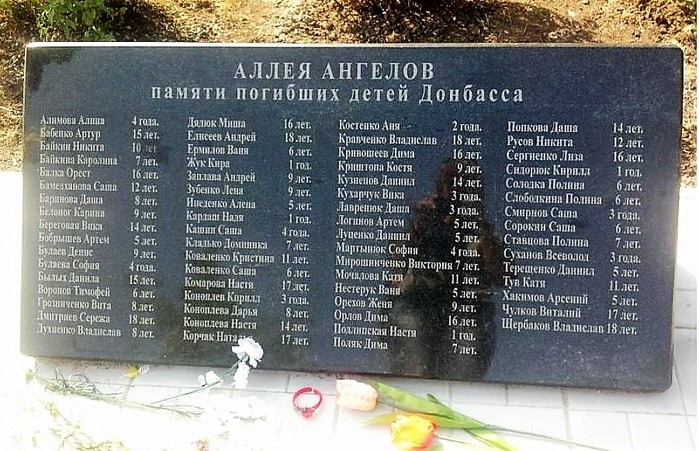 АЛЛЕЯ АНГЕЛОВ
памяти погибших детей Донбасса
Алимова Алина 4 года.
Бабенко Артур 15 лет.
Байкин Никита 10 лет
Байкина Каролина 7 лет.
Балка Орест 16 лет.
Бамедханова Саша 12 лет.
Баринова Даша 8 лет.
Белоног Карина 9 лет.
Береговая Вика 14 лет.
Бобрышев Артем 5 лет.
Булаев Денис 9 лет.
Булаева София 4 года.
Былым Данила 15 лет.
Воронов Тимофей 6 лет.
Грозниченко Вита 8 лет.
Дмитриев Сережа 18 лет.
Духненко Владислав 8 лет.
Дядюк Миша 16 лет.
Елисеев Андрей 18 лет.
Ермилов Ваня 6 лет.
Жук Кира 1 год.
Заплава Андрей 9 лет.
Зубенко Лена 9 лет.
Инеденко Алена 5 лет.
Кардаш Надя 1 год.
Кашин Саша 4 года.
Кладько Доминика 7 лет.
Коваленко Кристина 11 лет.
Коваленко Саша 6 лет.
Комарова Настя 17 лет.
Коноплев Кирилл 3 года.
Коноплева Дарья 8 лет.
Коноплева Настя 14 лет.
Корчак 17 лет.
Костенко Аня 2 года.
Кравченко Владислав 18 лет.
Кривошеев Дима 16 лет.
Криштопа Костя 9 лет.
Кузнецов Даниил 14 лет.
Кухарчук Вика 3 года.
Лавренюк Даша 3 года.
Логинов Артем 5 лет.
Луценко Даниил 5 лет.
Мартынюк София 4 года.
Мирошниченко Виктория 7 лет.
Мочалова Катя 11 лет.
Нестерук Ваня 5 лет.
Орехов Женя 9 лет.
Орлов Дима 16 лет.
Поллипская Настя 1 год.
Поляк Дима 7 лет.
Попкова Даша 14 лет.
Русов Никита 12 лет.
Сергиенко Лиза 16 лет.
Сидорюк Кирилл 1 год.
Солодка Полина 6 лет.
Слободкина Полина 6 лет.
Смирнов Саша 3 года.
Сорокин Саша 6 лет.
Ставцова Полина 7 лет.
Суханов Всеволод 3 года.
Терещенко Даниил 5 лет.
Тув Катя 11 лет.
Хакимов Арсений 5 лет.
Чулков Виталий 17 лет.
Щербаков Владислав 18 лет.